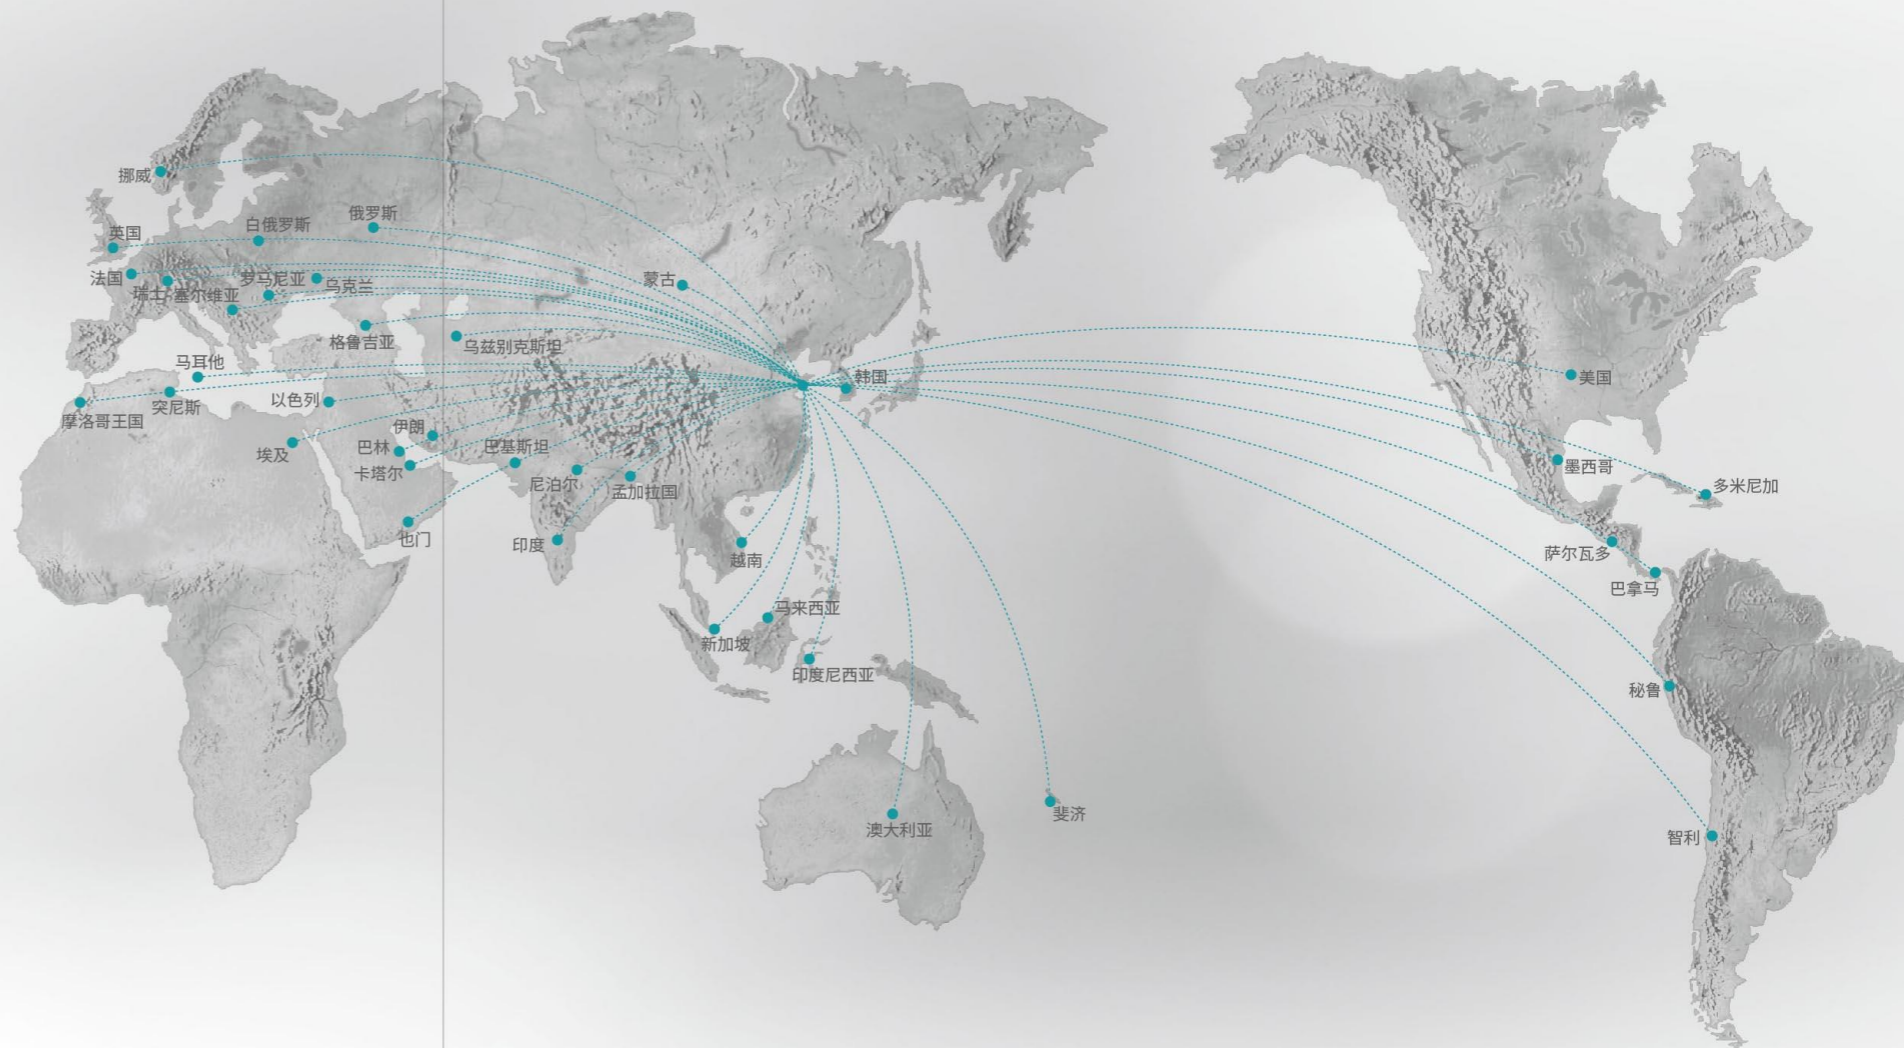 挪威
俄罗斯
白俄罗斯
英国
法国
罗马尼亚
乌克兰
蒙古
瑞士
塞尔维亚
格鲁吉亚
乌兹别克斯坦
马耳他
韩国
美国
以色列
突尼斯
摩洛哥王国
伊朗
巴林
巴基斯坦
埃及
卡塔尔
墨西哥
尼泊尔
孟加拉国
多米尼加
也门
印度
越南
萨尔瓦多
巴拿马
马来西亚
新加坡
印度尼西亚
秘鲁
斐济
澳大利亚
智利